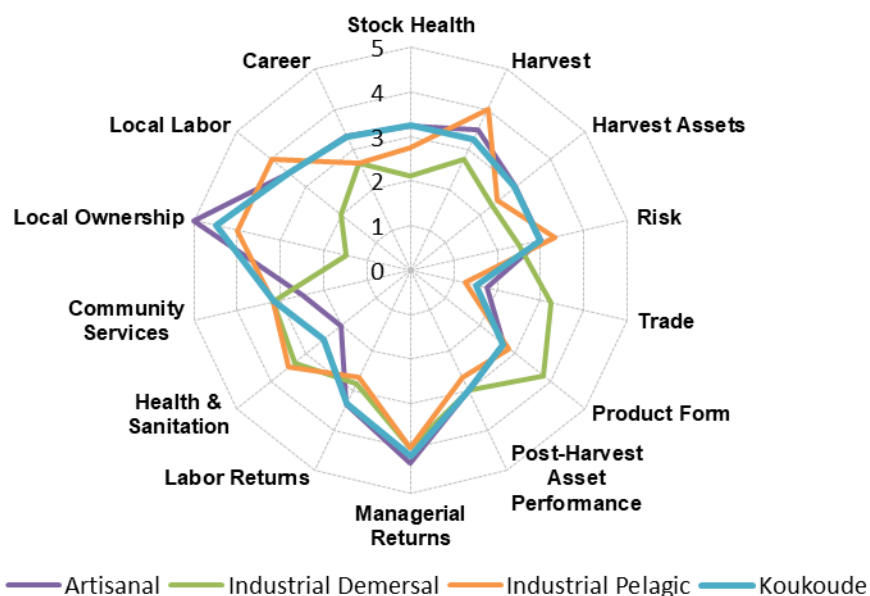 Stock Health
Career
Harvest
Local Labor
Harvest Assets
Local Ownership
Risk
Community
Services
Trade
Health &
Sanitation
Product Form
Labor Returns
Post-Harvest
Asset
Performance
Managerial
Returns
5
4
3
2
1
0
Artisanal
Industrial Demersal
Industrial Pelagic
Koukoude